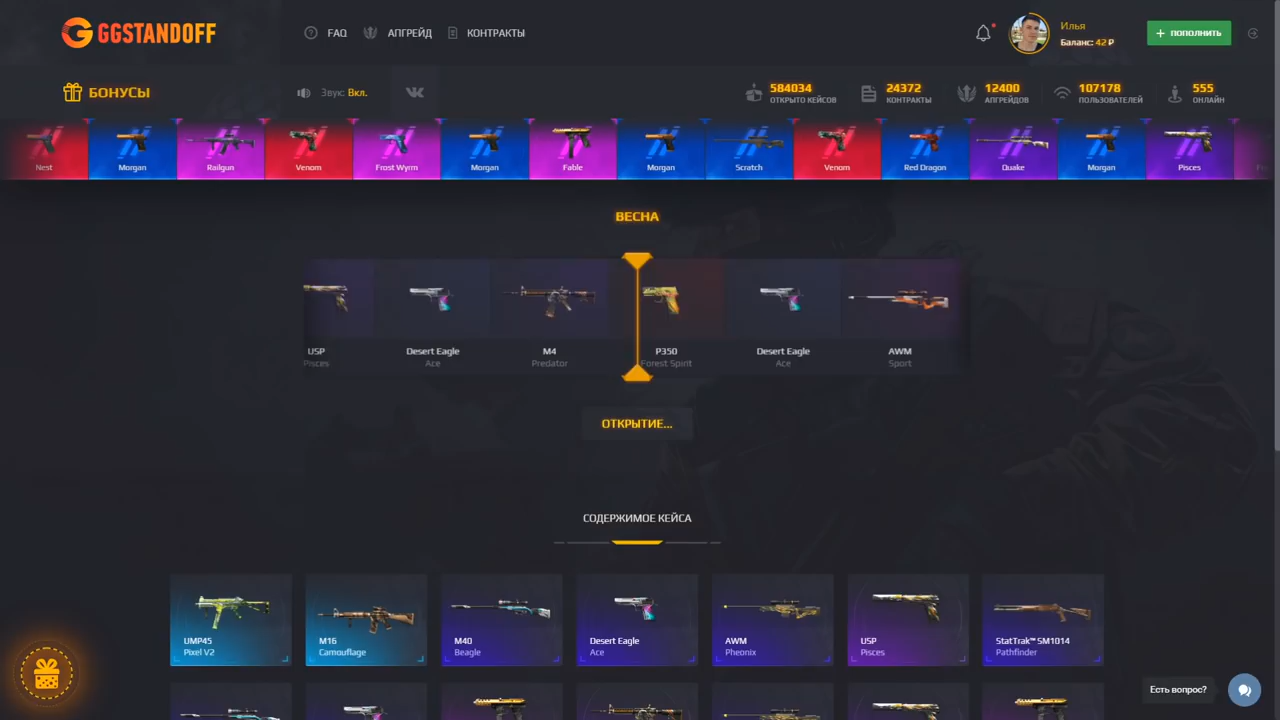 GGSTANDOFF
FAQ
АПГРЕЙД
КОНТРАКТЫ
Илья
Баланс: 42 ₽
+ ПОПОЛНИТЬ
БОНУСЫ
Звук: Вкл.
584034
ОТКРЫТО КЕЙСОВ
24372
КОНТРАКТЫ
12400
АПГРЕЙДОВ
107178
ПОЛЬЗОВАТЕЛЕЙ
555
ОНЛАЙН
Nest
Morgan
Railgun
Venom
Frost Wyrm
Morgan
Fable
Morgan
Scratch
Venom
Red Dragon
Quake
Morgan
Pisces
ВЕСНА
USP
Pisces
Desert Eagle
Ace
M4
Predator
P350
Forest Spirit
Desert Eagle
Ace
AWM
Sport
ОТКРЫТИЕ...
СОДЕРЖИМОЕ КЕЙСА
UMP45
Pixel V2
M16
Camouflage
M40
Beagle
Desert Eagle
Ace
AWM
Pheonix
USP
Pisces
StatTrak™ SM1014
Pathfinder
Есть вопрос?